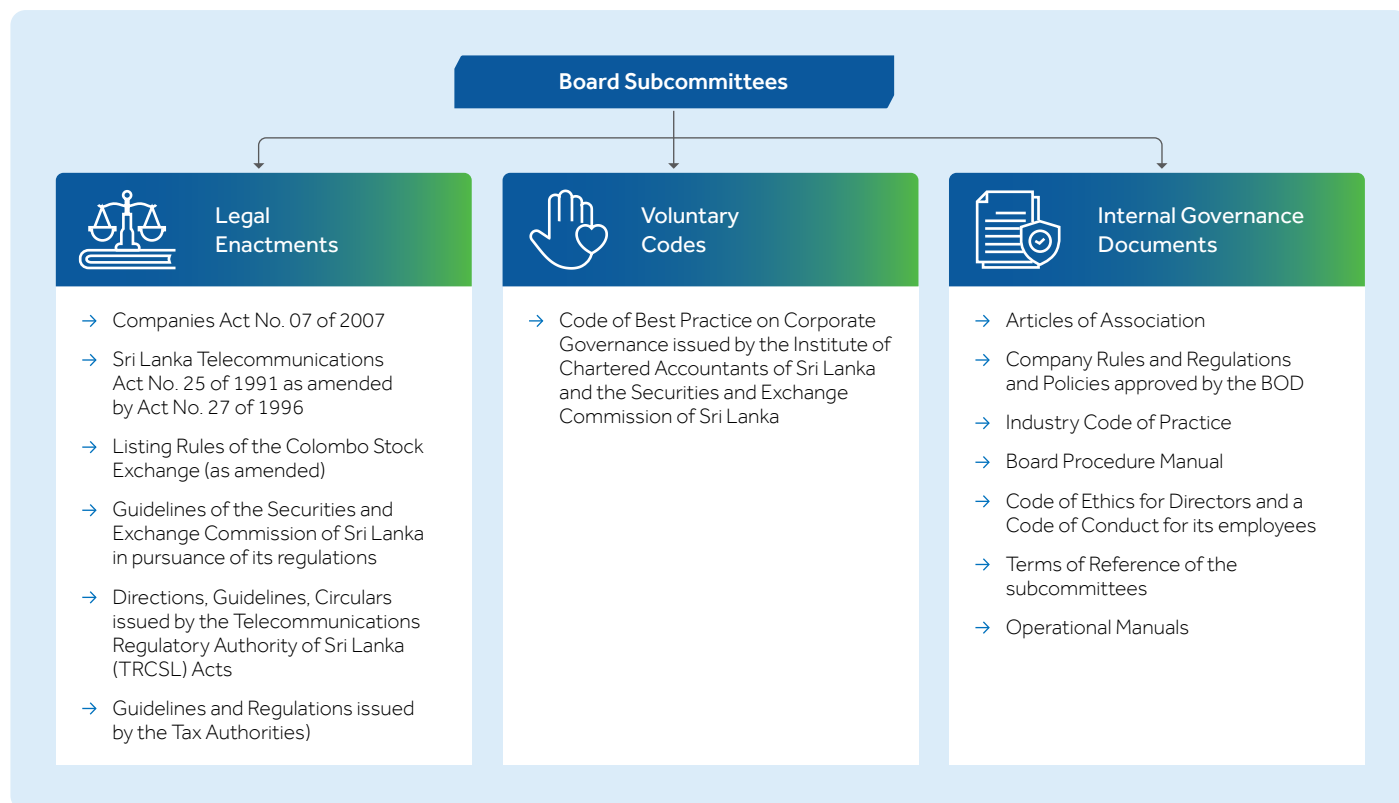 Board Subcommittees
Legal
Enactments
→ Companies Act No. 07 of 2007
→ Sri Lanka Telecommunications
Act No. 25 of 1991 as amended
by Act No. 27 of 1996
→ Listing Rules of the Colombo Stock
Exchange (as amended)
→ Guidelines of the Securities and
Exchange Commission of Sri Lanka
in pursuance of its regulations
→ Directions, Guidelines, Circulars
issued by the Telecommunications
Regulatory Authority of Sri Lanka
(TRCSL) Acts
→ Guidelines and Regulations issued
by the Tax Authorities)
Voluntary
Codes
→ Code of Best Practice on Corporate
Governance issued by the Institute of
Chartered Accountants of Sri Lanka
and the Securities and Exchange
Commission of Sri Lanka
Internal Governance
Documents
→ Articles of Association
→ Company Rules and Regulations
and Policies approved by the BOD
→ Industry Code of Practice
→ Board Procedure Manual
→ Code of Ethics for Directors and a
Code of Conduct for its employees
→ Terms of Reference of the
subcommittees
→ Operational Manuals